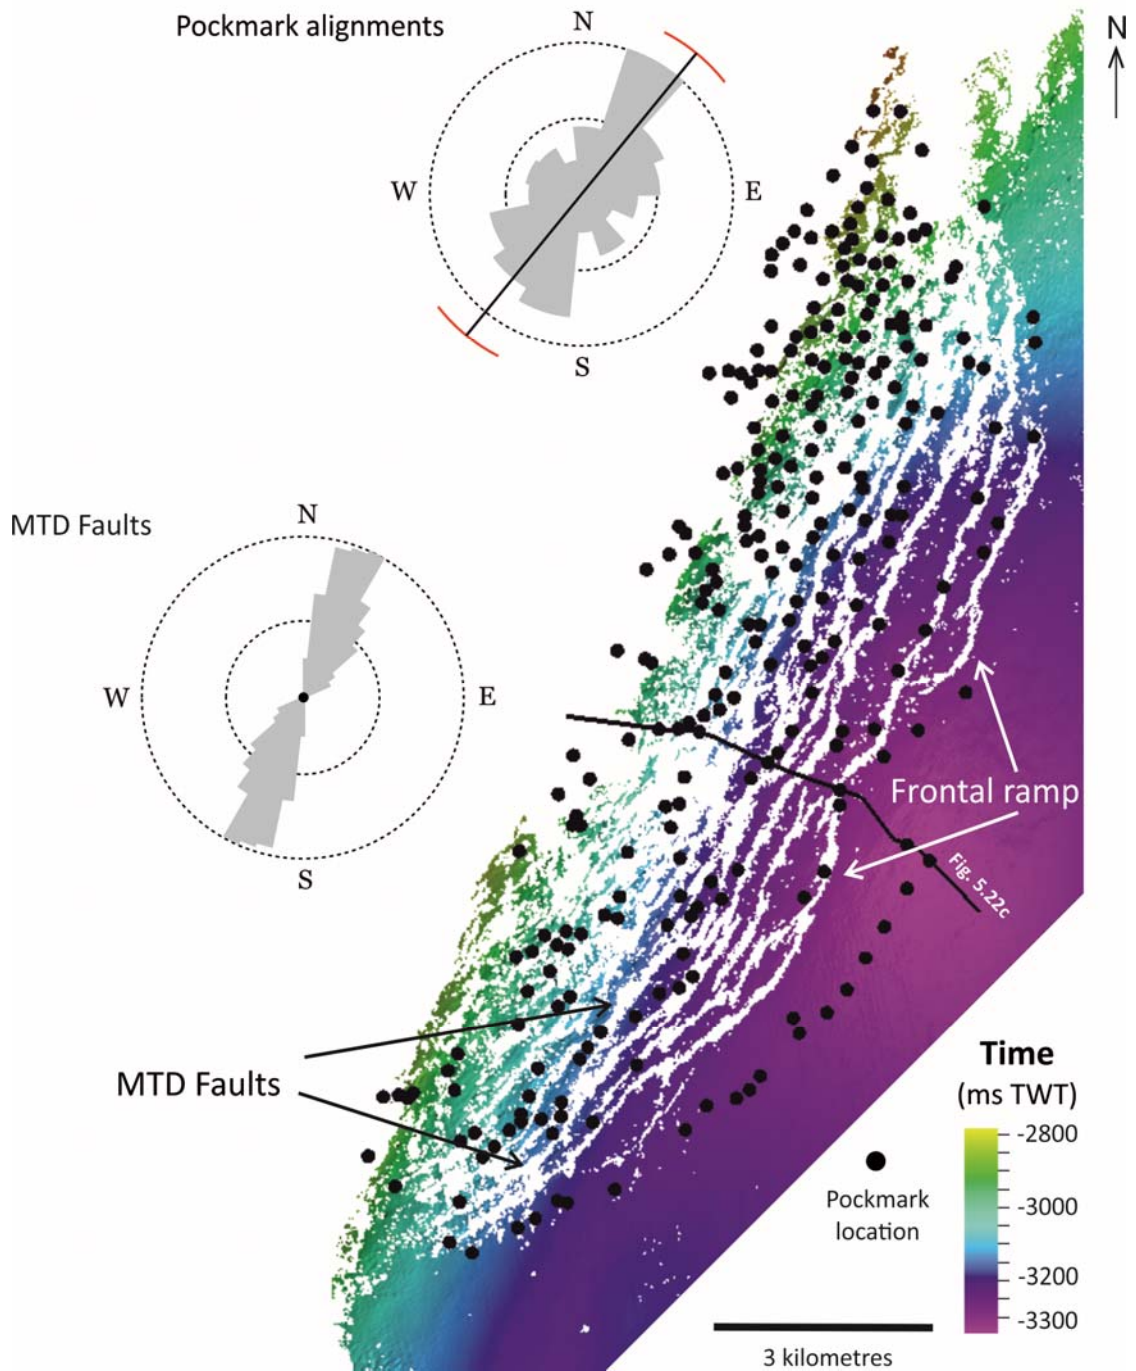 Pockmark alignments
N
N
W
E
S
MTD Faults
N
W
E
S
Frontal ramp
Fig. 5.22c
MTD Faults
Time
(ms TWT)
-2800
-3000
-3200
-3300
Pockmark
location
3 kilometres